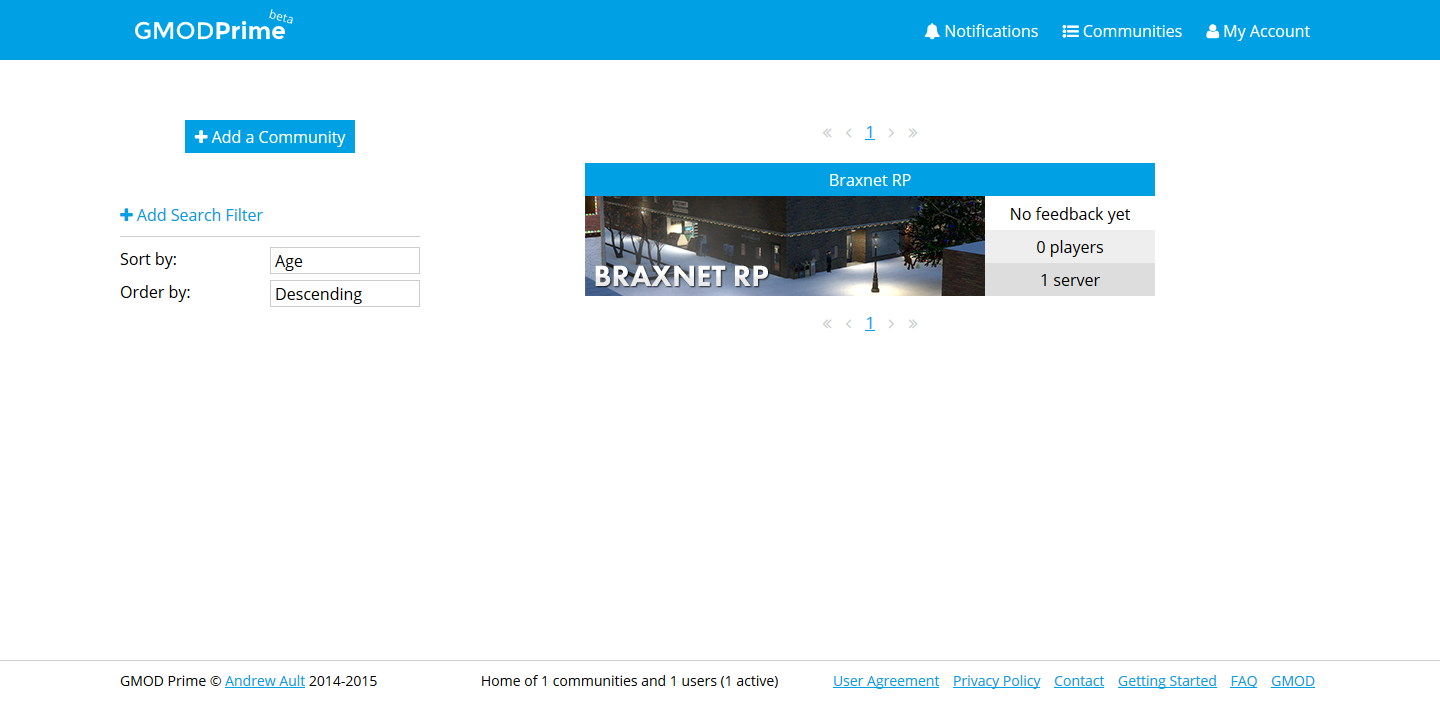 GMODPrime beta
Notifications Communities My Account
Add a Community
Add Search Filter
Sort by: Age
Order by: Descending
1
Braxnet RP
BRAXNET RP
No feedback yet
0 players
1 server
1
GMOD Prime © Andrew Ault 2014-2015
Home of 1 communities and 1 users (1 active)
User Agreement Privacy Policy Contact Getting Started FAQ GMOD